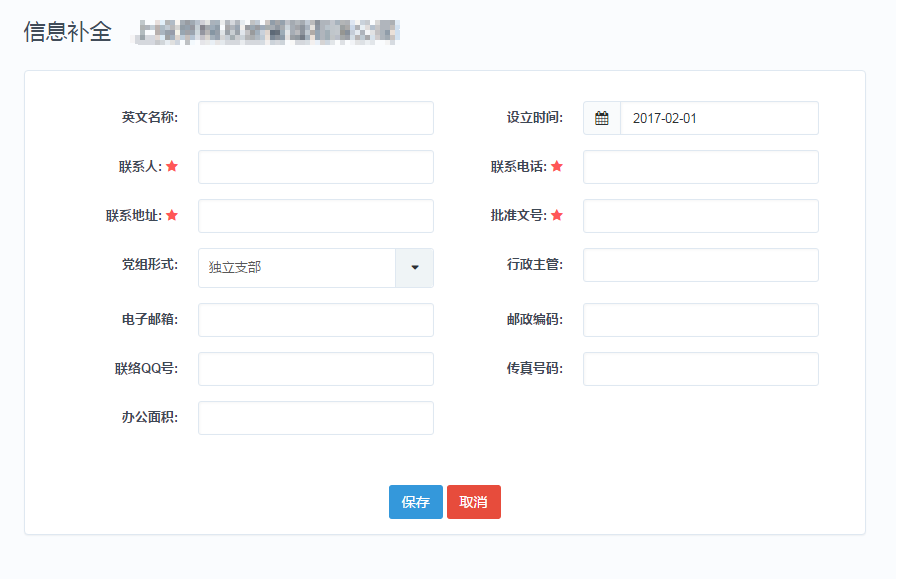 信息补全
英文名称: 设立时间: 2017-02-01
联系人: 联系电话:
联系地址: 批准文号:
党组形式: 独立支部 行政主管:
电子邮箱: 邮政编码:
联络QQ号: 传真号码:
办公面积:
保存 取消